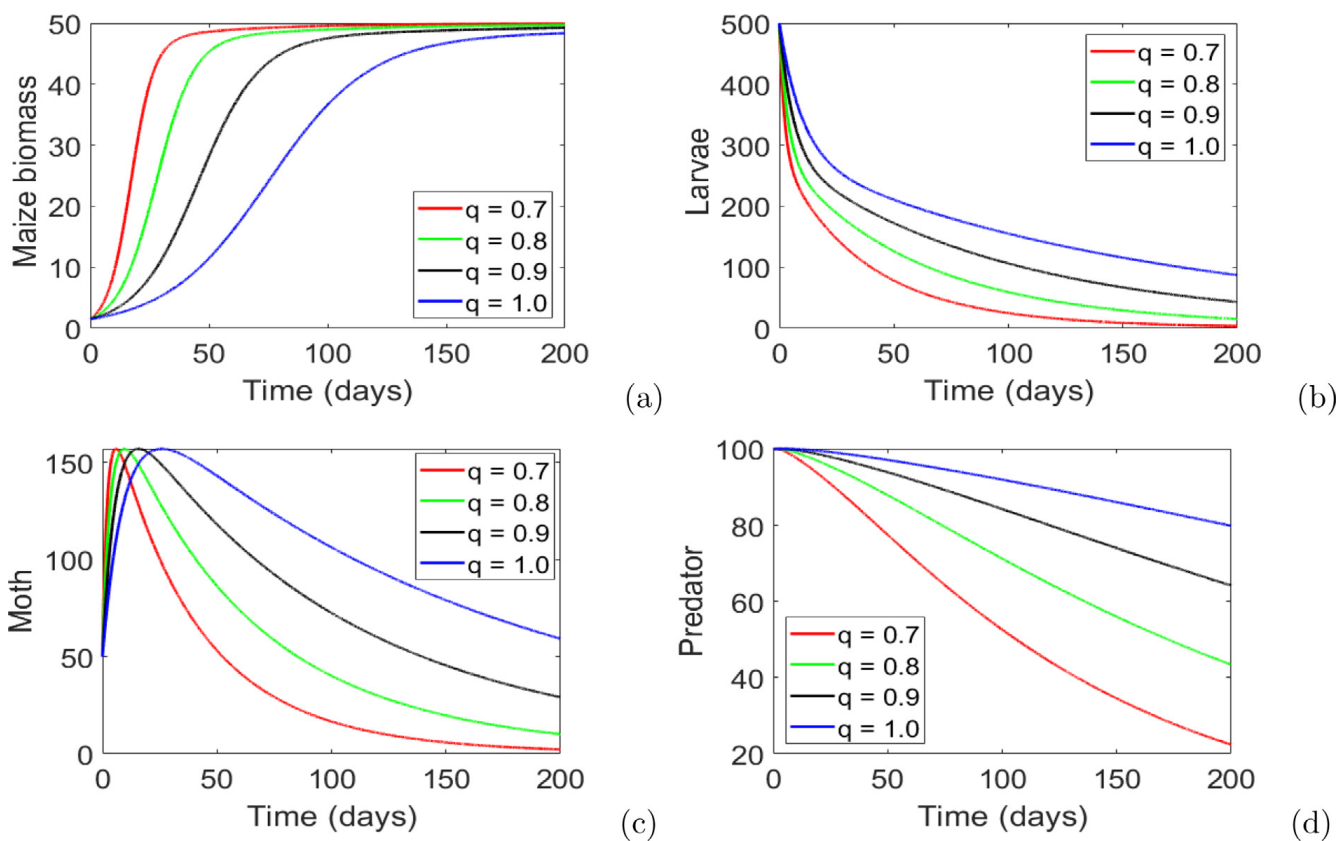 Maize biomass
50
40
30
20
10
0
q = 0.7
q = 0.8
q = 0.9
q = 1.0
0 50 100 150 200
Time (days)
(a)
Larvae
500
400
300
200
100
0
q = 0.7
q = 0.8
q = 0.9
q = 1.0
0 50 100 150 200
Time (days)
(b)
Moth
150
100
50
0
q = 0.7
q = 0.8
q = 0.9
q = 1.0
0 50 100 150 200
Time (days)
(c)
Predator
100
80
60
40
20
q = 0.7
q = 0.8
q = 0.9
q = 1.0
0 50 100 150 200
Time (days)
(d)